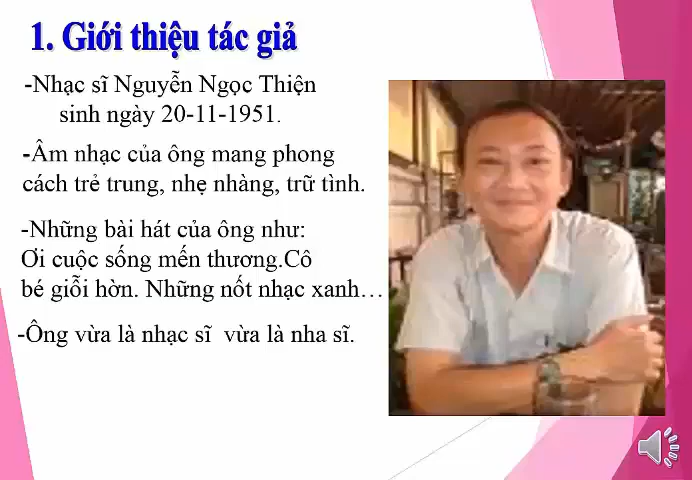 1. Giới thiệu tác giả
-Nhạc sĩ Nguyễn Ngọc Thiện
sinh ngày 20-11-1951.
-Âm nhạc của ông mang phong
cách trẻ trung, nhẹ nhàng, trữ tình.
-Những bài hát của ông như:
Ơi cuộc sống mến thương.Cô
bé giỗi hờn. Những nốt nhạc xanh…
-Ông vừa là nhạc sĩ vừa là nha sĩ.